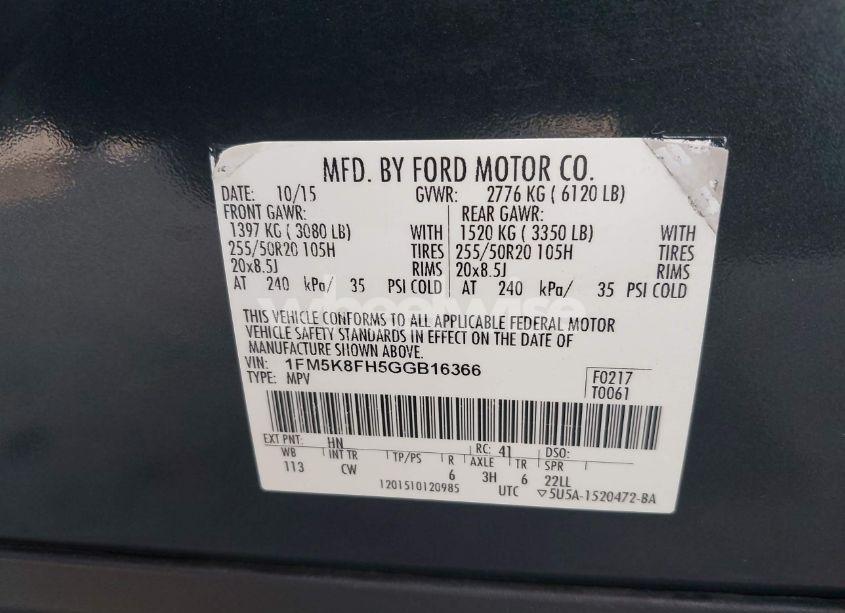 MFD. BY FORD MOTOR CO.
DATE: 10/15 GVWR: 2776 KG ( 6120 LB)
FRONT GAWR: REAR GAWR:
1397 KG ( 3080 LB) WITH 1520 KG ( 3350 LB) WITH
255/50R20 105H TIRES 255/50R20 105H TIRES
20x8.5J RIMS 20x8.5J RIMS
AT 240 kPa/ 35 PSI COLD AT 240 kPa/ 35 PSI COLD
wheelwise
THIS VEHICLE CONFORMS TO ALL APPLICABLE FEDERAL MOTOR
VEHICLE SAFETY STANDARDS IN EFFECT ON THE DATE OF
MANUFACTURE SHOWN ABOVE.
VIN: 1FM5K8FH5GGB16366 F0217
TYPE: MPV T0061
EXT PNT: HN RC: 41 DSO:
WB INT TR TP/PS R AXLE TR SPR
113 CW 6 3H 6 22LL
1201510120985 UTC ▽5U5A-1520472-BA